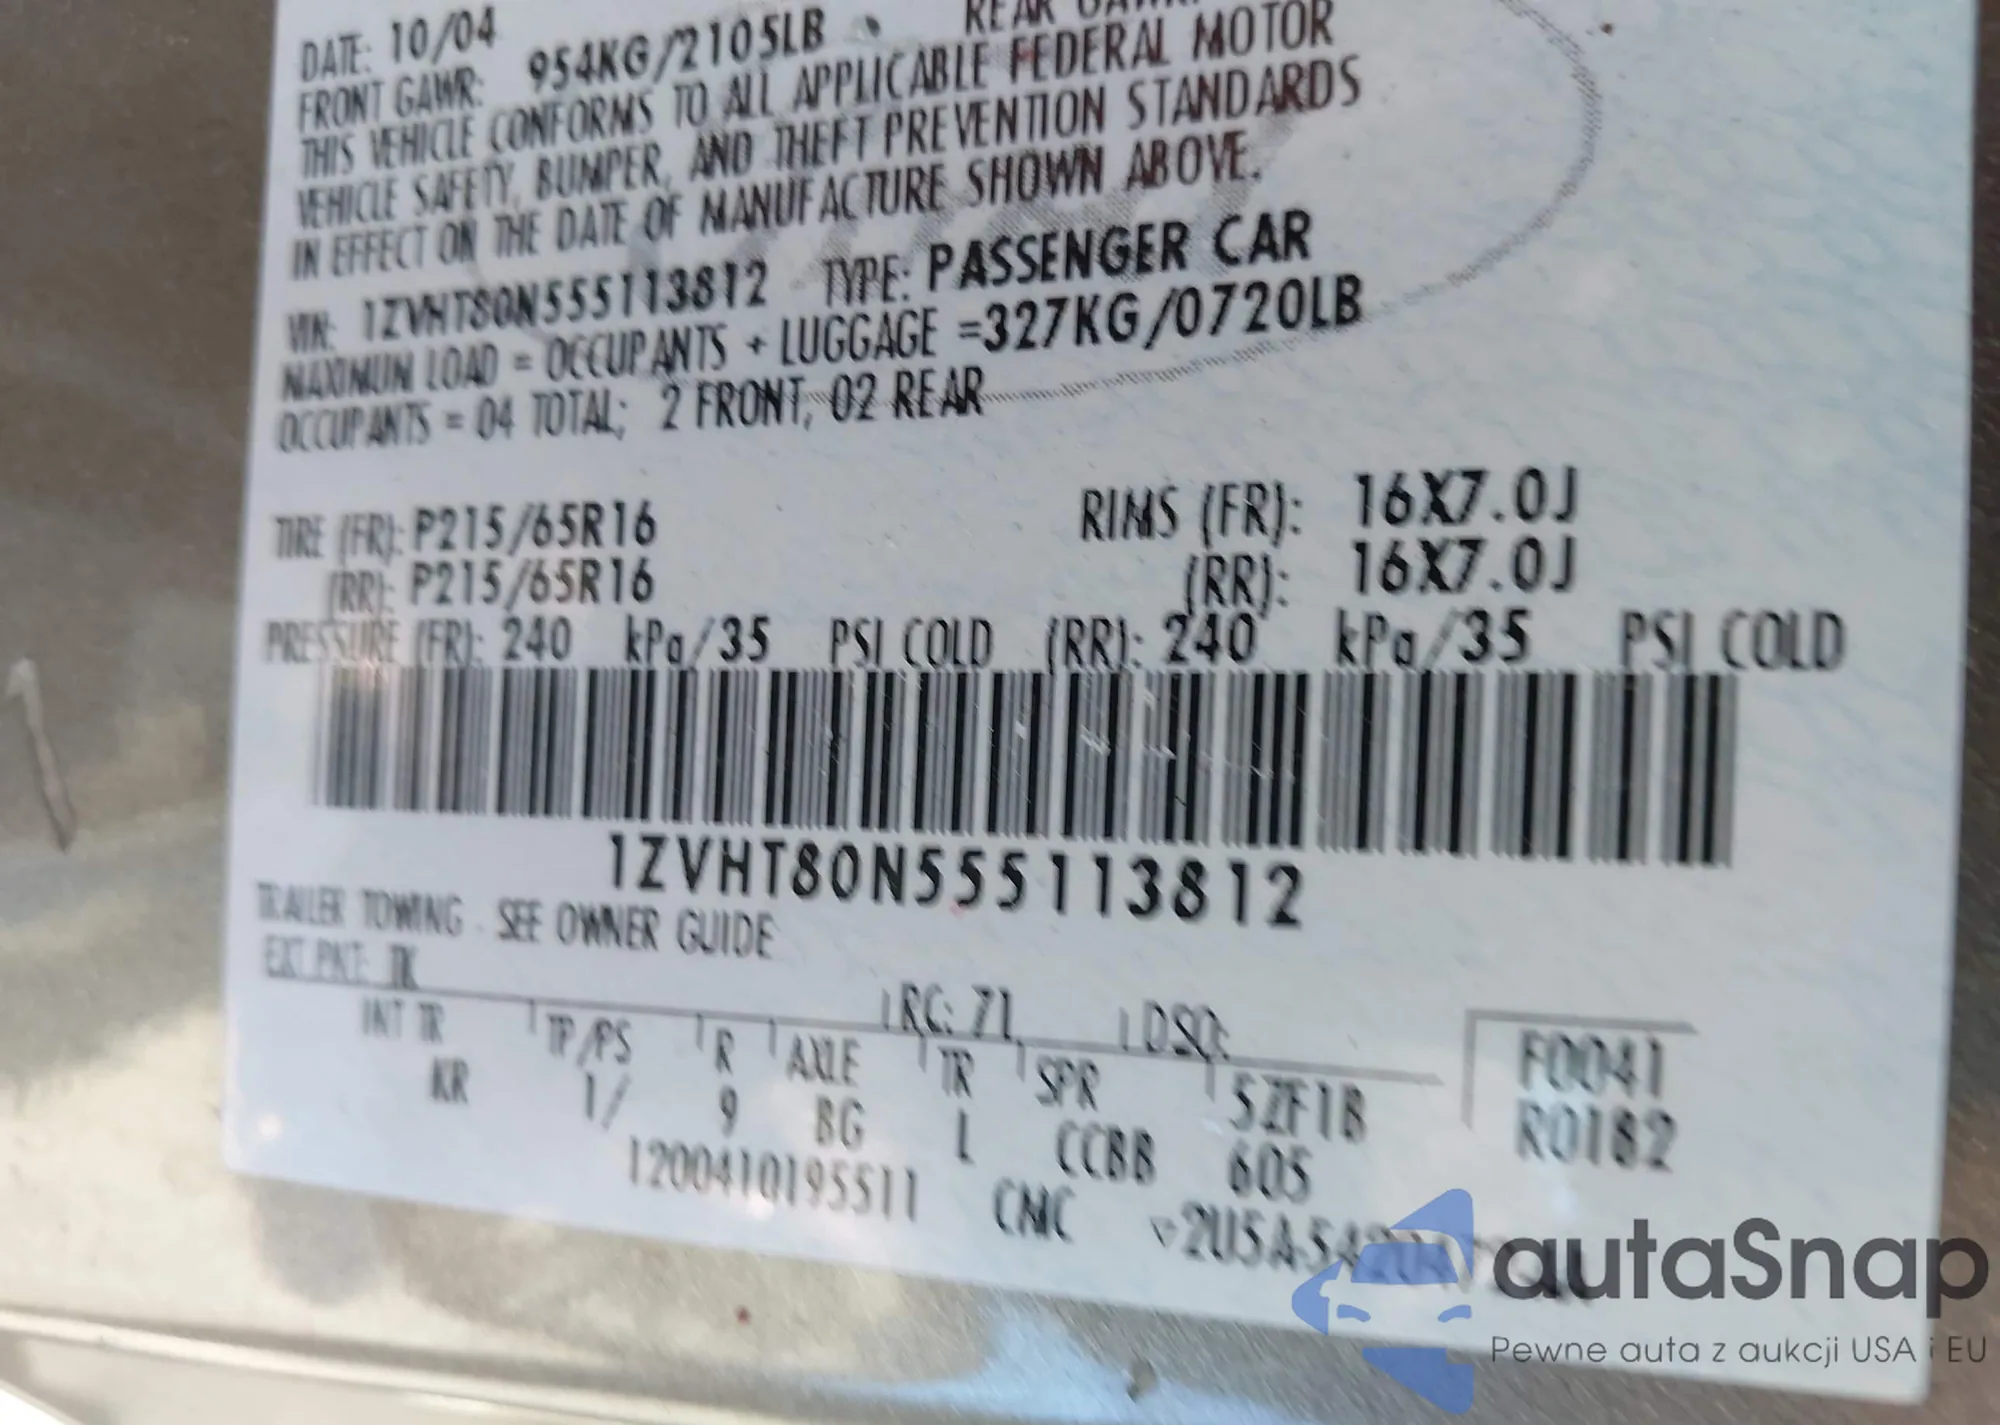 DATE: 10/04
FRONT GAWR: 954KG/2105LB REAR GAWR:
THIS VEHICLE CONFORMS TO ALL APPLICABLE FEDERAL MOTOR
VEHICLE SAFETY, BUMPER, AND THEFT PREVENTION STANDARDS
IN EFFECT ON THE DATE OF MANUFACTURE SHOWN ABOVE.
VIN: 1ZVHT80N555113812 TYPE: PASSENGER CAR
MAXIMUM LOAD = OCCUPANTS + LUGGAGE =327KG/0720LB
OCCUPANTS = 04 TOTAL; 2 FRONT, 02 REAR
TIRE (FR): P215/65R16 RIMS (FR): 16X7.0J
(RR): P215/65R16 (RR): 16X7.0J
PRESSURE (FR): 240 kPa/35 PSI COLD (RR): 240 kPa/35 PSI COLD
1ZVHT80N555113812
TRAILER TOWING - SEE OWNER GUIDE
EXT PNT: TK RC: 71 DSO:
INT TR TP/PS R AXLE TR SPR 5ZF1B F0041
KR 1/ 9 BG L CCBB 605 R0182
1200410195511 CMC
autaSnap
Pewne auta z aukcji USA i EU